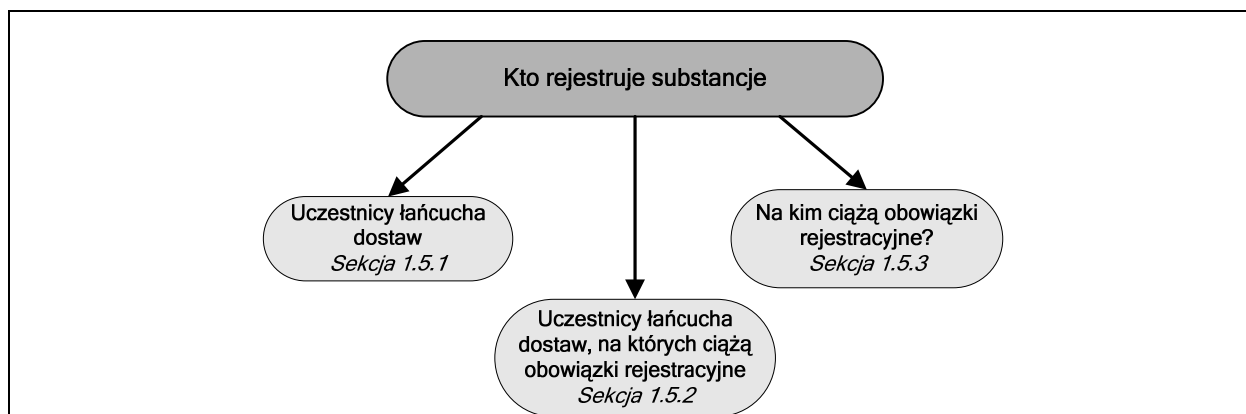 Kto rejestruje substancje
Uczestnicy łańcucha
dostaw
Sekcja 1.5.1
Uczestnicy łańcucha
dostaw, na których ciążą
obowiązki rejestracyjne
Sekcja 1.5.2
Na kim ciążą obowiązki
rejestracyjne?
Sekcja 1.5.3